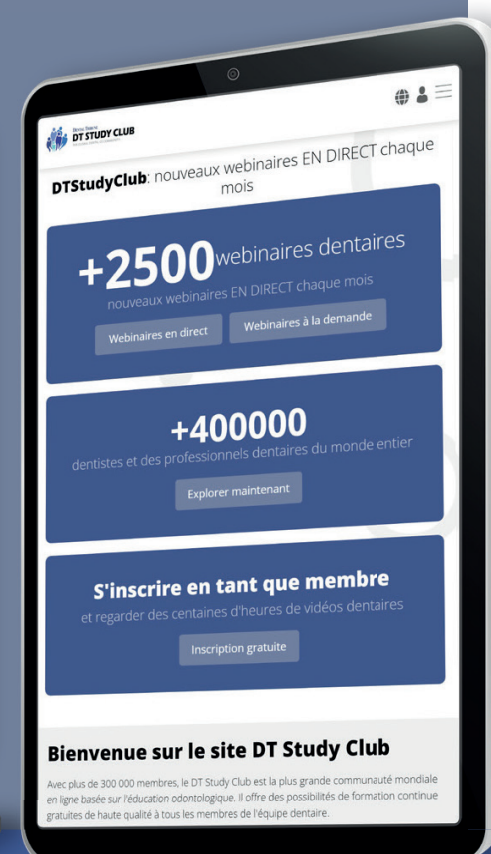 DT STUDY CLUB
DTStudyClub: nouveaux webinaires EN DIRECT chaque
mois
+2500 webinaires dentaires
nouveaux webinaires EN DIRECT chaque mois
Webinaires en direct Webinaires à la demande
+400000
dentistes et des professionnels dentaires du monde entier
Explorer maintenant
S'inscrire en tant que membre
et regarder des centaines d'heures de vidéos dentaires
Inscription gratuite
Bienvenue sur le site DT Study Club
Avec plus de 300 000 membres, le DT Study Club est la plus grande communauté mondiale
en ligne basée sur l'éducation odontologique. Il offre des possibilités de formation continue
gratuites de haute qualité à tous les membres de l'équipe dentaire.